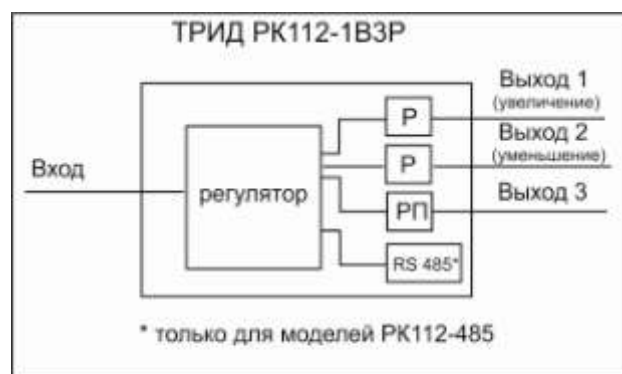 ТРИД РК112-1В3Р
Выход 1
(увеличение)
Р
Выход 2
(уменьшение)
Вход
регулятор
Р
Выход 3
РП
RS 485*
* только для моделей РК112-485